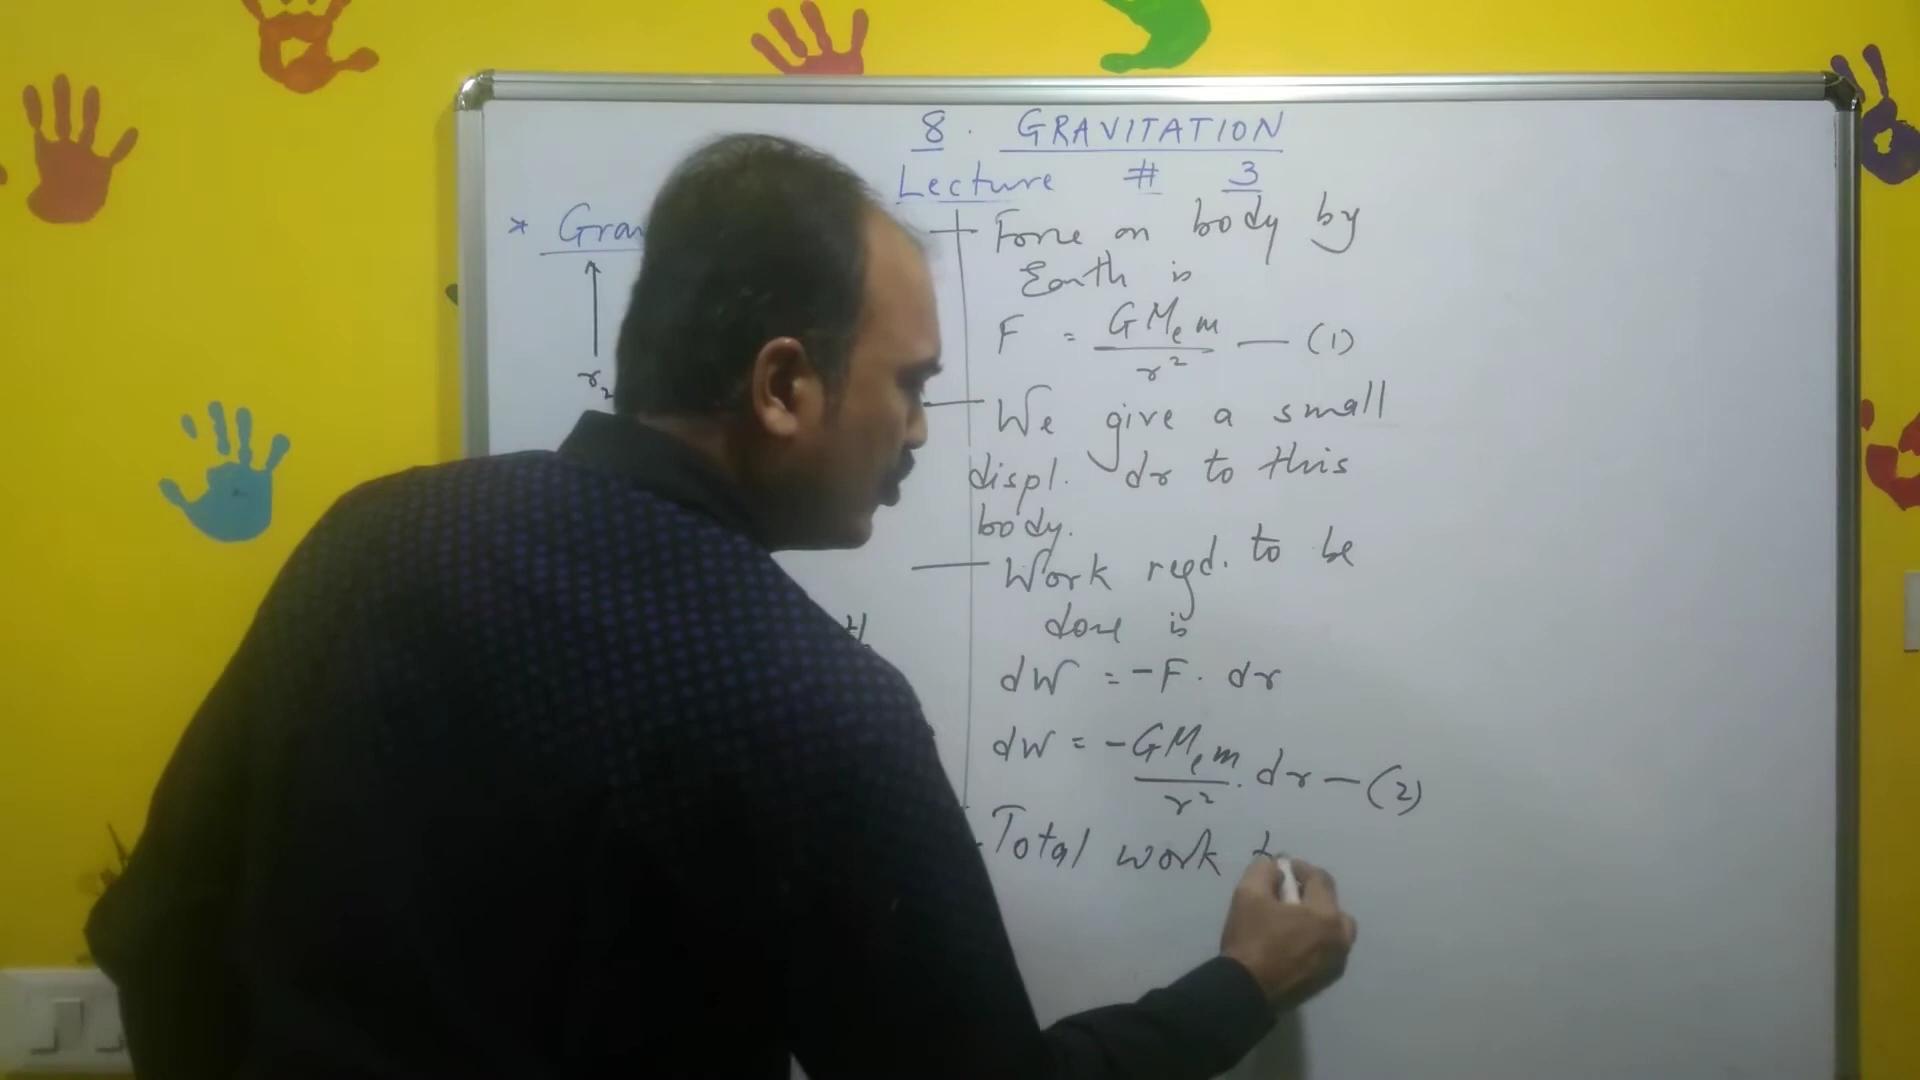 8. GRAVITATION
Lecture # 3
* Gra
r₂
Force on body by
Earth is
F = GMₑm / r² — (1)
We give a small
displ. dr to this
body.
Work reqd. to be
done is
dW = -F. dr
dW = -GMₑm / r² . dr — (2)
Total work